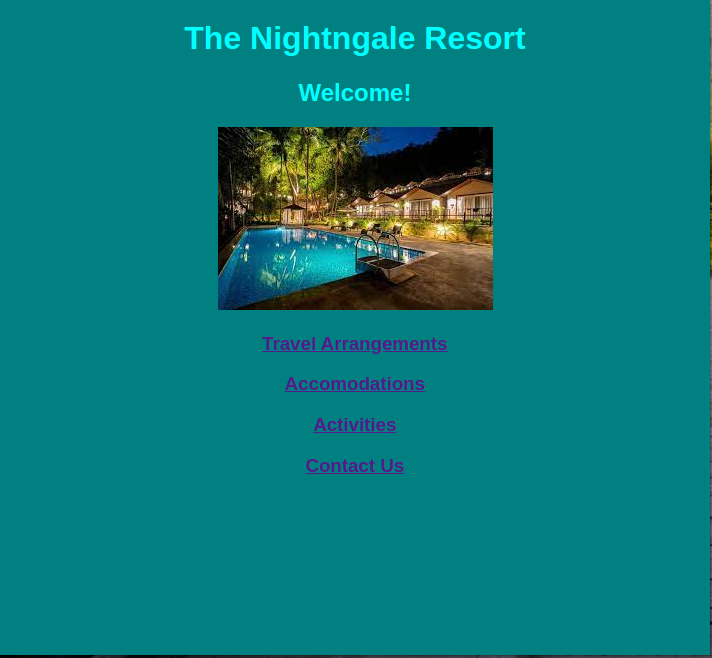 The Nightngale Resort
Welcome!
Travel Arrangements
Accomodations
Activities
Contact Us